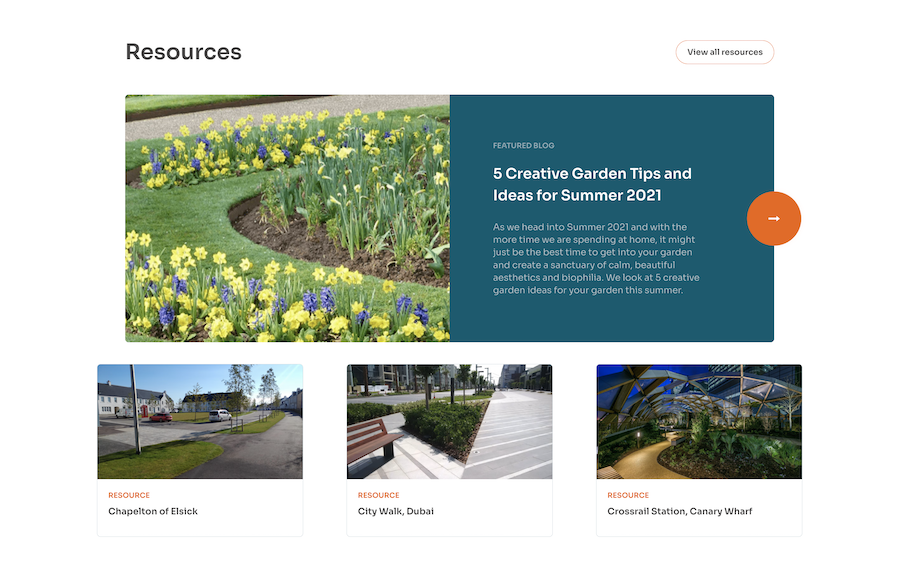 Resources
View all resources
FEATURED BLOG
5 Creative Garden Tips and
Ideas for Summer 2021
As we head into Summer 2021 and with the
more time we are spending at home, it might
just be the best time to get into your garden
and create a sanctuary of calm, beautiful
aesthetics and biophilia. We look at 5 creative
garden ideas for your garden this summer.
RESOURCE
Chapelton of Elsick
RESOURCE
City Walk, Dubai
RESOURCE
Crossrail Station, Canary Wharf